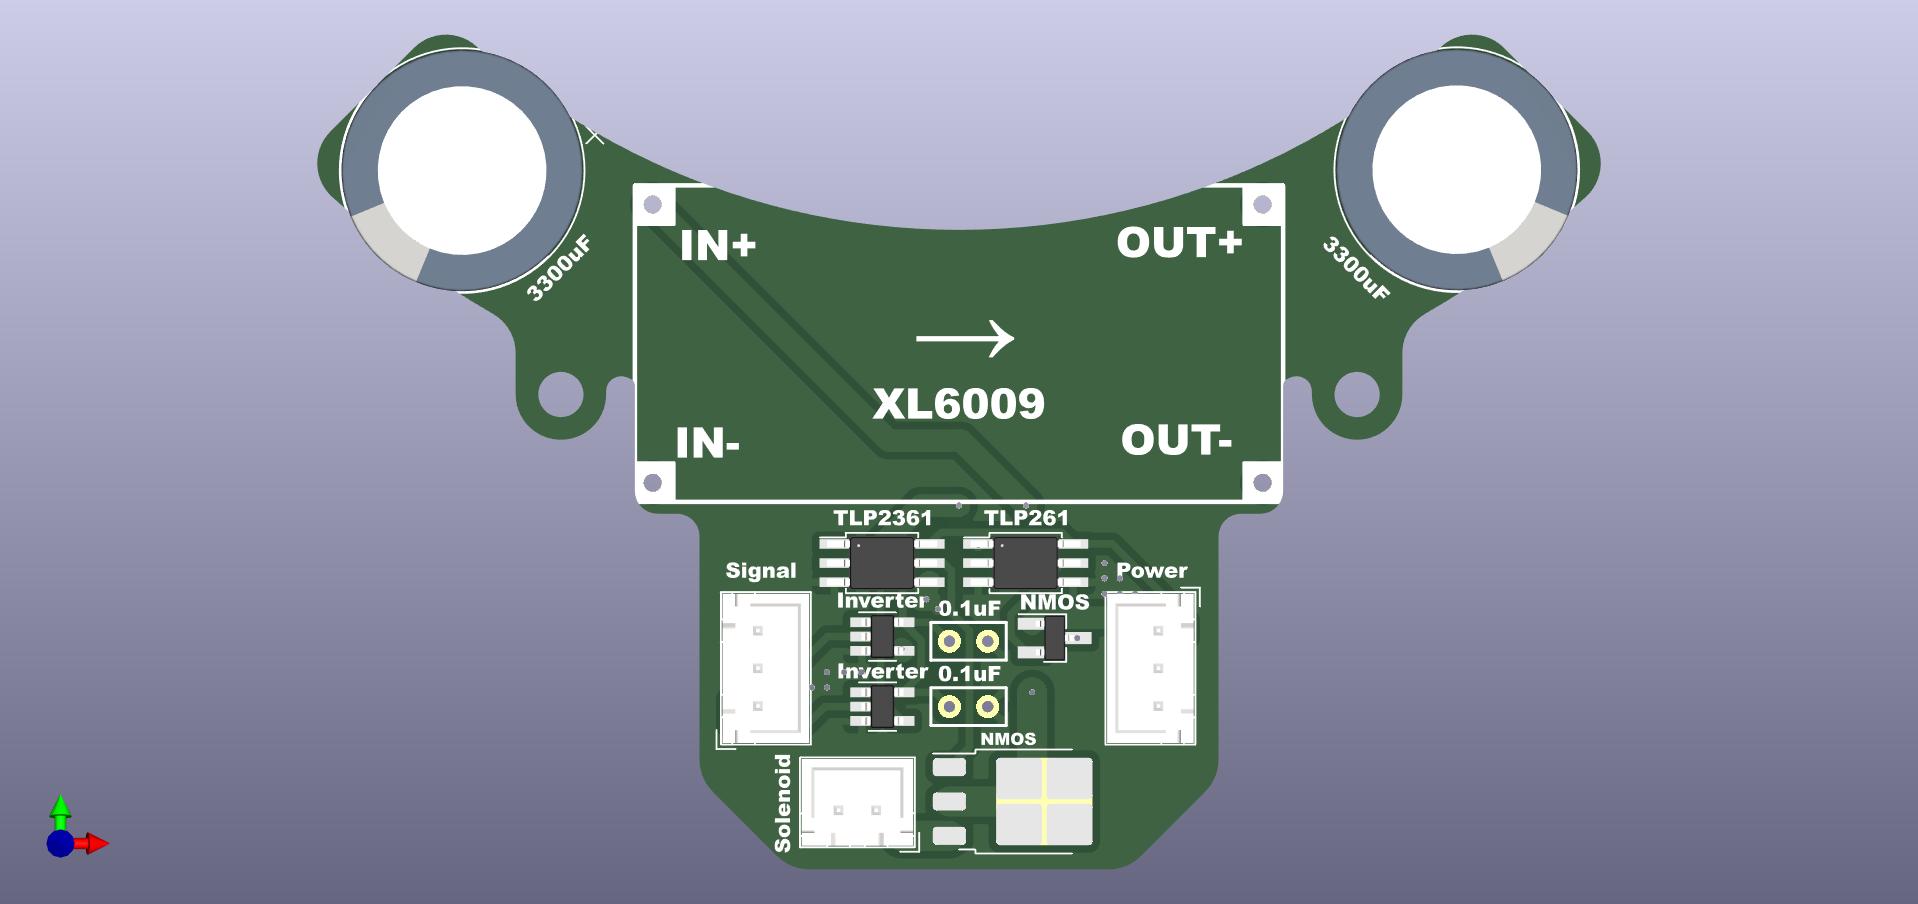 3300uF
3300uF
IN+
OUT+
XL6009
IN-
OUT-
TLP2361
TLP261
Signal
Power
Inverter
0.1uF
NMOS
Inverter
0.1uF
NMOS
Solenoid